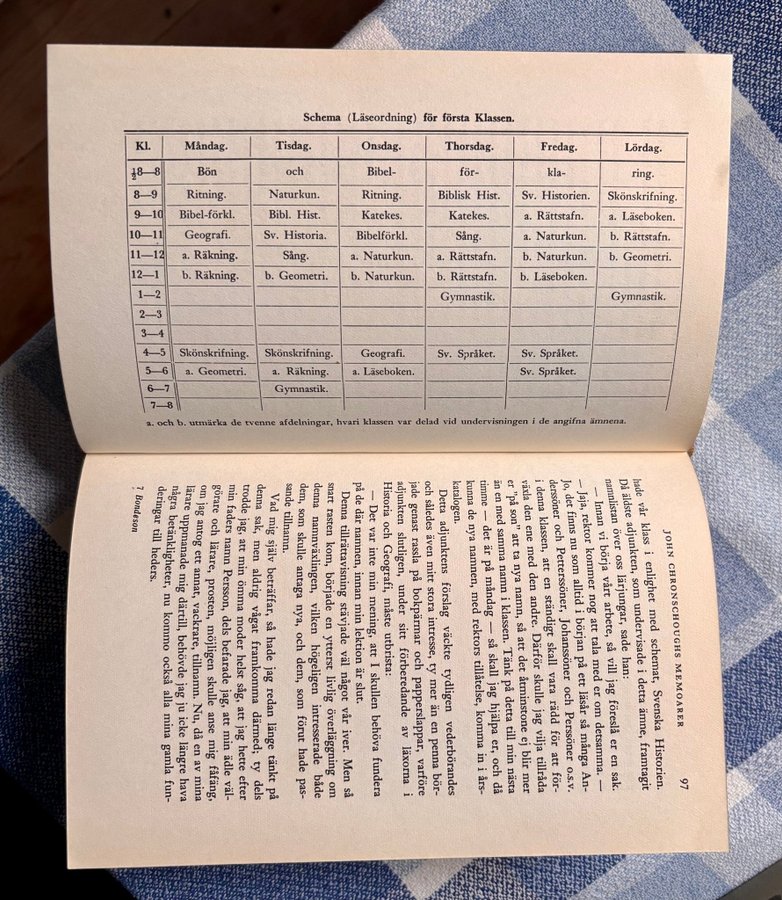 Schema (Läseordning) för första Klassen.
Kl. Måndag. Tisdag. Onsdag. Thorsdag. Fredag. Lördag.
½8—8 Bön och Bibel- för- kla- ring.
8—9 Ritning. Naturkun. Ritning. Biblisk Hist. Sv. Historien. Skönskrifning.
9—10 Bibel-förkl. Bibl. Hist. Katekes. Katekes. a. Rättstafn. a. Läseboken.
10—11 Geografi. Sv. Historia. Bibelförkl. Sång. a. Naturkun. b. Rättstafn.
11—12 a. Räkning. Sång. a. Naturkun. a. Rättstafn. b. Naturkun. b. Geometri.
12—1 b. Räkning. b. Geometri. b. Naturkun. b. Rättstafn. b. Läseboken.
1—2 Gymnastik. Gymnastik.
2—3
3—4
4—5 Skönskrifning. Skönskrifning. Geografi. Sv. Språket. Sv. Språket.
5—6 a. Geometri. a. Räkning. a. Läseboken. Sv. Språket.
6—7 Gymnastik.
7—8
a. och b. utmärka de tvenne afdelningar, hvari klassen var delad vid undervisningen i de angifna ämnena.
JOHN CHRONSCHOUGHS MEMOARER 97
hade vår klass i enlighet med schemat, Svenska Historien.
Då äldste adjunkten, som undervisade i detta ämne, framtagit
namnlistan över oss lärjungar, sade han:
— Innan vi börja vårt arbete, så vill jag föreslå er en sak.
— Jaja, rektor kommer nog att tala med er om detsamma. —
Jo, det finns nu som alltid i början på ett läsår så många An-
derssöner och Petterssöner, Johanssöner och Perssöner o.s.v.
i denna klassen, att en ständigt skall vara rädd för att för-
växla den ene med den andre. Därför skulle jag vilja tillråda
er "på son" att ta nya namn, så att der åtminstone ej blir mer
än en med samma namn i klassen. Tänk på detta till min nästa
timme — det är på måndag — så skall jag hjälpa er, och då
kunna de nya namnen, med rektors tillåtelse, komma in i års-
katalogen.
Detta adjunktens förslag väckte tydligen vederbörandes
och således även mitt stora intresse, ty mer än en penna bör-
jade genast rassla på bokpärmar och papperslappar, varföre
adjunkten slutligen, under sitt förberedande av läxorna i
Historia och Geografi, måste utbrista:
— Det var inte min mening, att I skullen behöva fundera
på de där namnen, innan min lektion är slut.
Denna tillrättavisning stävjade väl något vår iver. Men så
snart rasten kom, började en ytterst livlig överläggning om
denna namnväxlingen, vilken högeligen intresserade både
dem, som skulle antaga nya, och dem, som förut hade pas-
sande tillnamn.
Vad mig själv beträffar, så hade jag redan länge tänkt på
denna sak, men aldrig vågat framkomma därmed; ty dels
trodde jag, att min ömma moder helst såg, att jag hette efter
min faders namn Persson, dels befarade jag, att min ädle väl-
görare och lärare, prosten, möjligen skulle anse mig fåfäng,
om jag antog ett annat, vackrare, tillnamn. Nu, då en av mina
lärare uppmanade mig därtill, behövde jag ju icke längre hava
några betänkligheter, nu kommo också alla mina gamla fun-
deringar till heders.
7 Bondeson